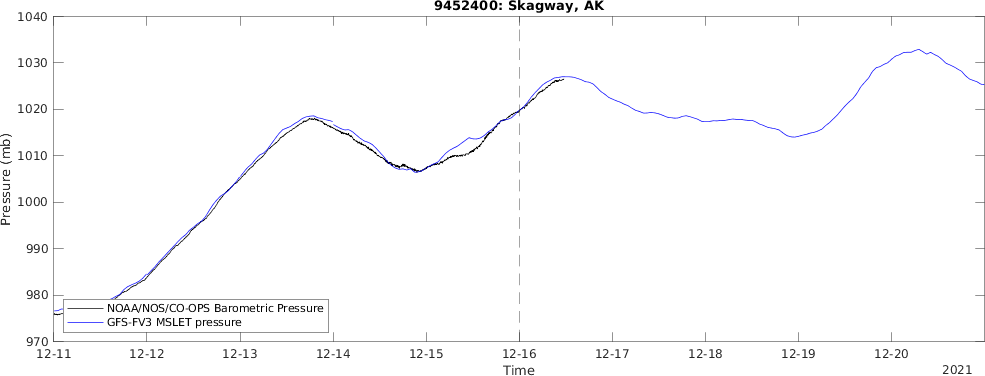 9452400: Skagway, AK
1040
1030
1020
1010
1000
990
980
970
Pressure (mb)
NOAA/NOS/CO-OPS Barometric Pressure
GFS-FV3 MSLET pressure
12-11 12-12 12-13 12-14 12-15 12-16 12-17 12-18 12-19 12-20
Time
2021